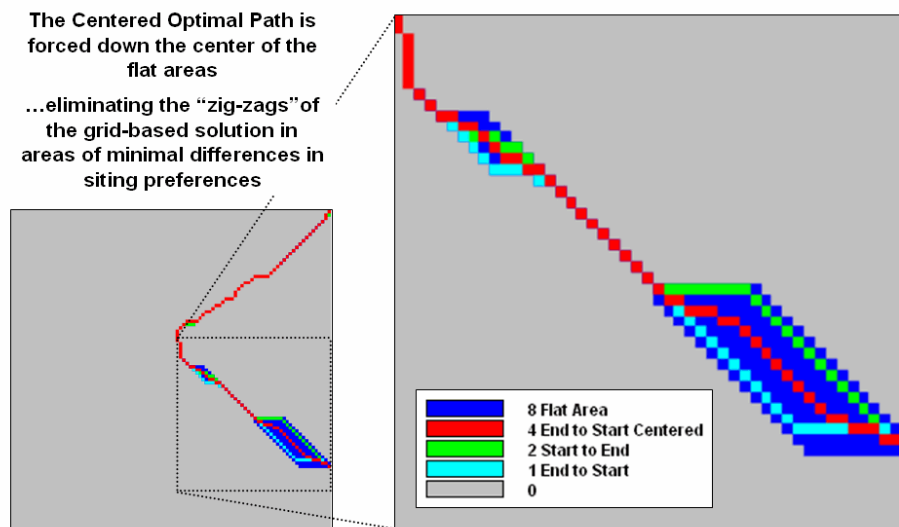 The Centered Optimal Path is
forced down the center of the
flat areas
…eliminating the “zig-zags”of
the grid-based solution in
areas of minimal differences in
siting preferences
8 Flat Area
4 End to Start Centered
2 Start to End
1 End to Start
0